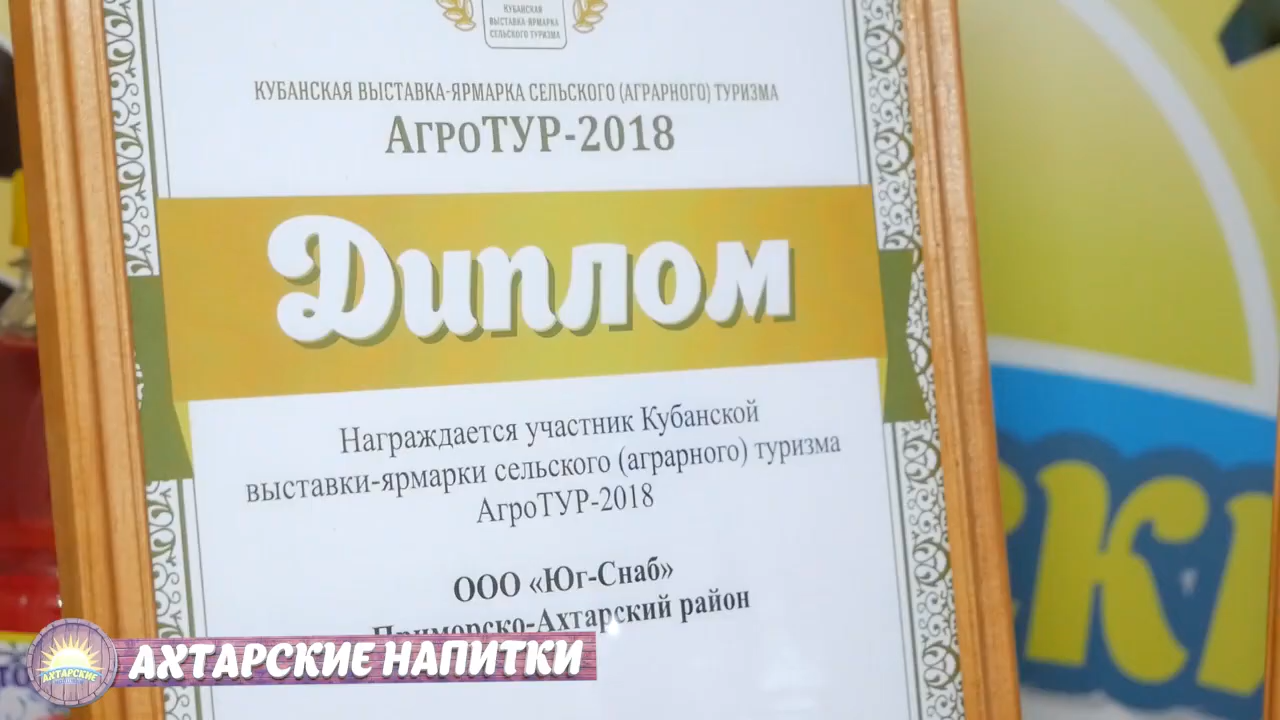 КУБАНСКАЯ
ВЫСТАВКА-ЯРМАРКА
СЕЛЬСКОГО ТУРИЗМА
КУБАНСКАЯ ВЫСТАВКА-ЯРМАРКА СЕЛЬСКОГО (АГРАРНОГО) ТУРИЗМА
АгроТУР-2018
Диплом
Награждается участник Кубанской
выставки-ярмарки сельского (аграрного) туризма
АгроТУР-2018
ООО «Юг-Снаб»
Приморско-Ахтарский район
АХТАРСКИЕ
АХТАРСКИЕ НАПИТКИ